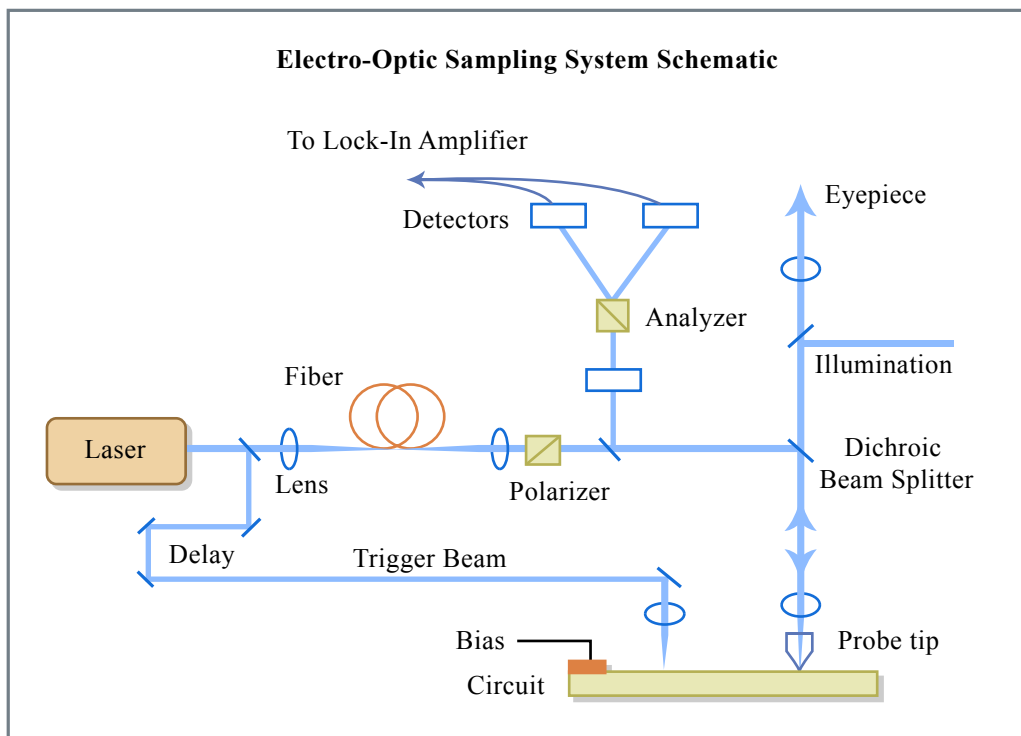 Electro-Optic Sampling System Schematic
To Lock-In Amplifier
Eyepiece
Detectors
Analyzer
Illumination
Fiber
Laser
Lens
Polarizer
Dichroic
Beam Splitter
Delay
Trigger Beam
Bias
Probe tip
Circuit